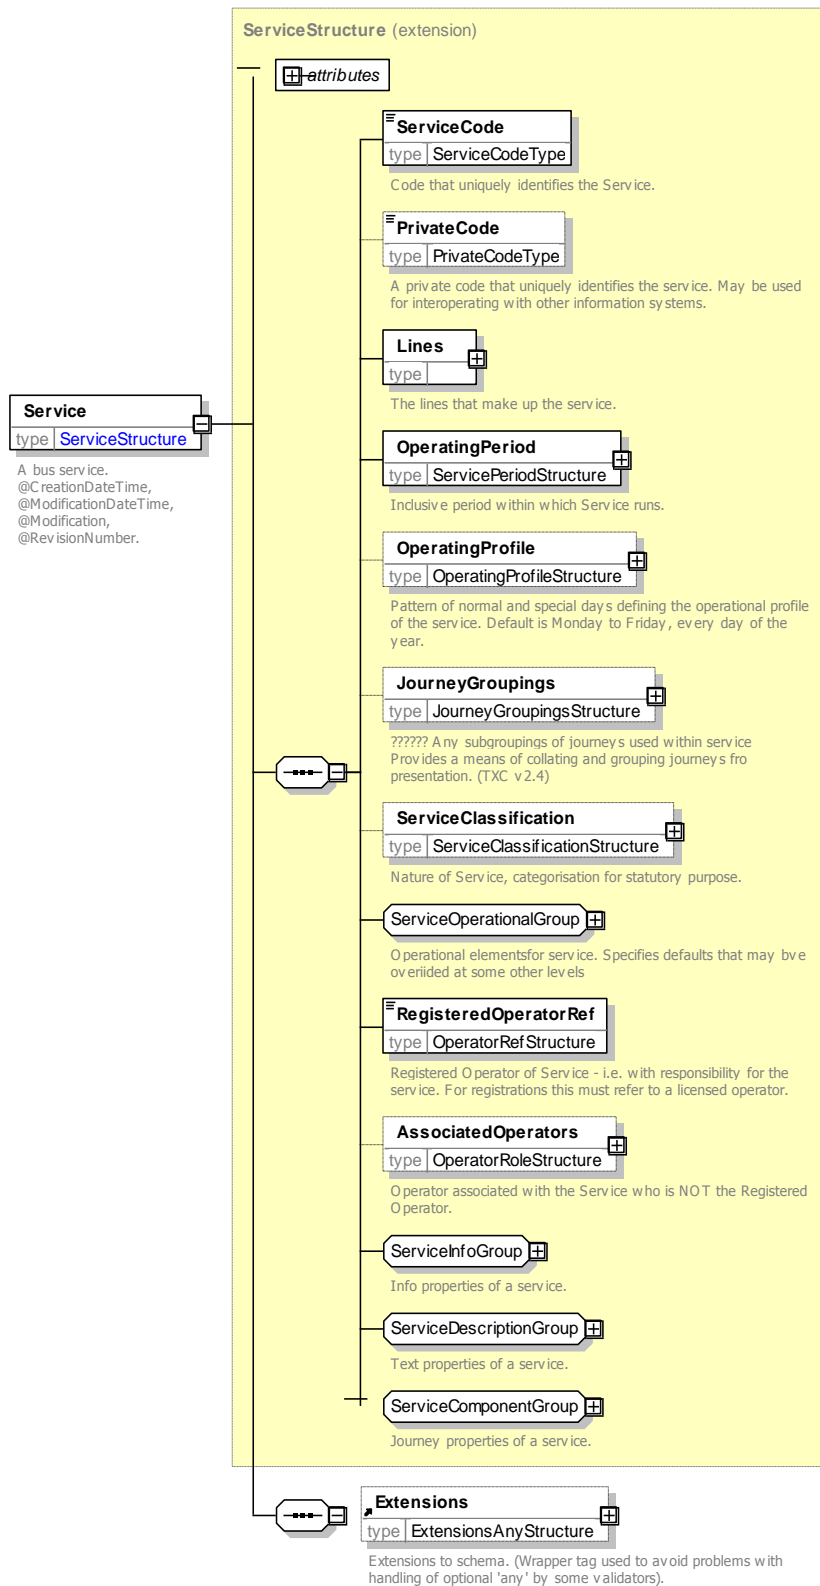 ServiceStructure (extension)
attributes
ServiceCode
type ServiceCodeType
Code that uniquely identifies the Service.
PrivateCode
type PrivateCodeType
A private code that uniquely identifies the service. May be used
for interoperating with other information systems.
Lines
type
The lines that make up the service.
Service
type ServiceStructure
A bus service.
@CreationDateTime,
@ModificationDateTime,
@Modification,
@RevisionNumber.
OperatingPeriod
type ServicePeriodStructure
Inclusive period within which Service runs.
OperatingProfile
type OperatingProfileStructure
Pattern of normal and special days defining the operational profile
of the service. Default is Monday to Friday, every day of the
year.
JourneyGroupings
type JourneyGroupingsStructure
?????? Any subgroupings of journeys used within service
Provides a means of collating and grouping journeys fro
presentation. (TXC v2.4)
ServiceClassification
type ServiceClassificationStructure
Nature of Service, categorisation for statutory purpose.
ServiceOperationalGroup
Operational elementsfor service. Specifies defaults that may bve
overiided at some other levels
RegisteredOperatorRef
type OperatorRefStructure
Registered Operator of Service - i.e. with responsibility for the
service. For registrations this must refer to a licensed operator.
AssociatedOperators
type OperatorRoleStructure
Operator associated with the Service who is NOT the Registered
Operator.
ServiceInfoGroup
Info properties of a service.
ServiceDescriptionGroup
Text properties of a service.
ServiceComponentGroup
Journey properties of a service.
Extensions
type ExtensionsAnyStructure
Extensions to schema. (Wrapper tag used to avoid problems with
handling of optional 'any' by some validators).